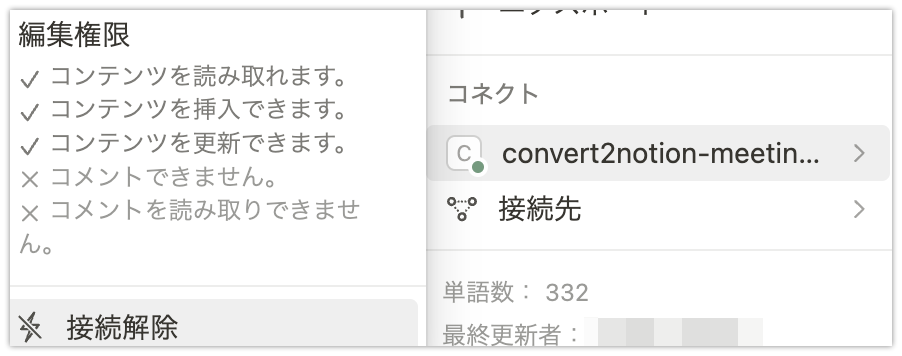 編集権限
コンテンツを読み取れます。
コンテンツを挿入できます。
コンテンツを更新できます。
コメントできません。
コメントを読み取りできませ
ん。
接続解除
コネクト
C convert2notion-meetin...
接続先
単語数： 332
最終更新者：